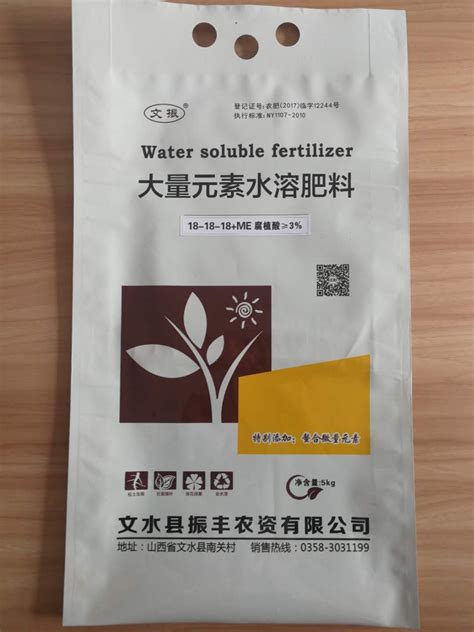 文振®
登记证号：农肥（2017）临字12244号
执行标准：NY1107-2010
Water soluble fertilizer
大量元素水溶肥料
18-18-18+ME 腐植酸≥3%
特别添加：螯合微量元素
净含量:5kg
文水县振丰农资有限公司
地址：山西省文水县南关村 销售热线：0358-3031199